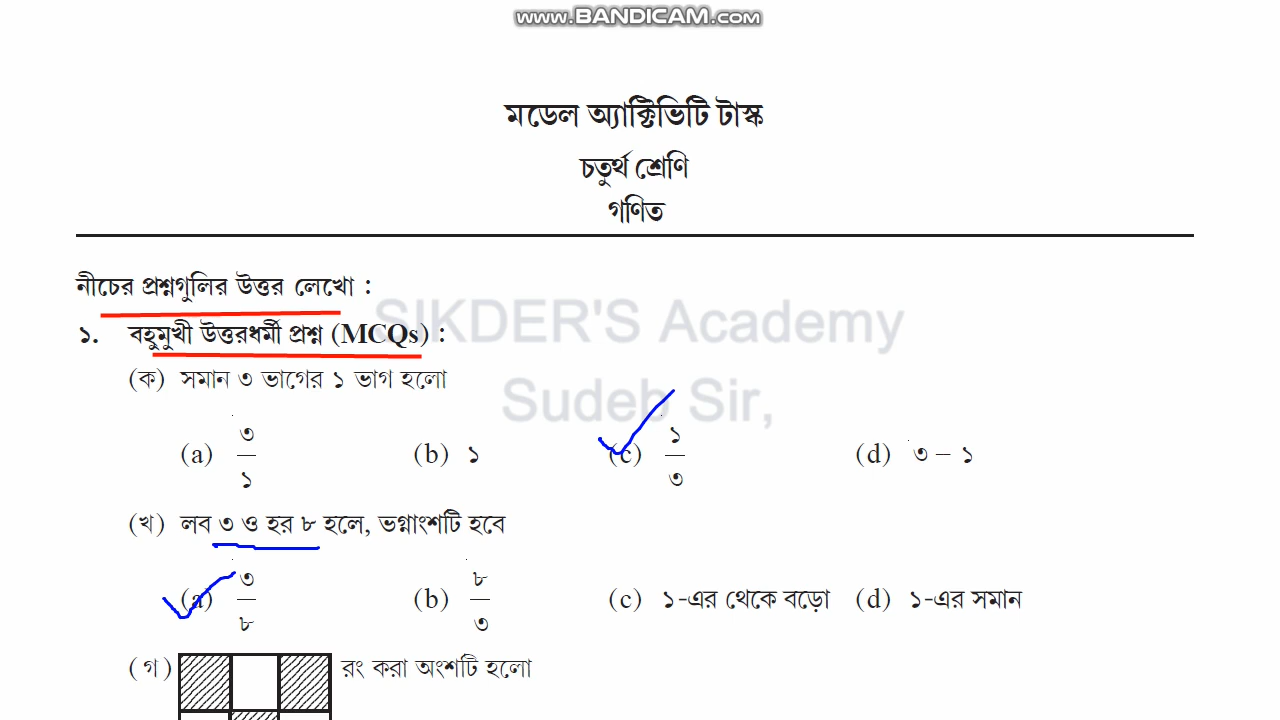 www.BANDICAM.com
মডেল অ্যাক্টিভিটি টাস্ক
চতুর্থ শ্রেণি
গণিত
নীচের প্রশ্নগুলির উত্তর লেখো :
SIKDER'S Academy
১. বহুমুখী উত্তরধর্মী প্রশ্ন (MCQs) :
(ক) সমান ৩ ভাগের ১ ভাগ হলো
Sudeb Sir,
(a) ৩/১ (b) ১ (c) ১/৩ (d) ৩ – ১
(খ) লব ৩ ও হর ৮ হলে, ভগ্নাংশটি হবে
(a) ৩/৮ (b) ৮/৩ (c) ১-এর থেকে বড়ো (d) ১-এর সমান
(গ) রং করা অংশটি হলো